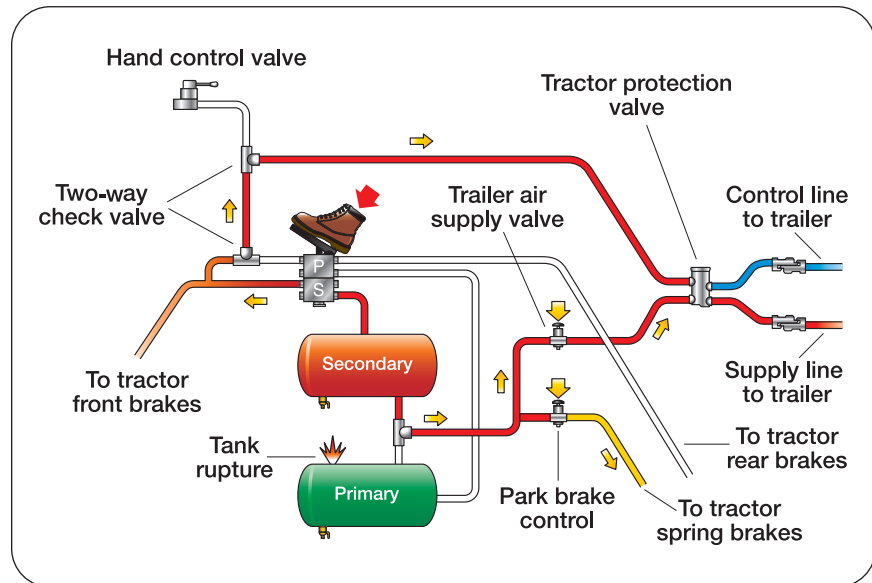 Hand control valve
Tractor protection
valve
Two-way
check valve
Trailer air
supply valve
Control line
to trailer
P
S
Secondary
To tractor
front brakes
Supply line
to trailer
Tank
rupture
Primary
Park brake
control
To tractor
rear brakes
To tractor
spring brakes